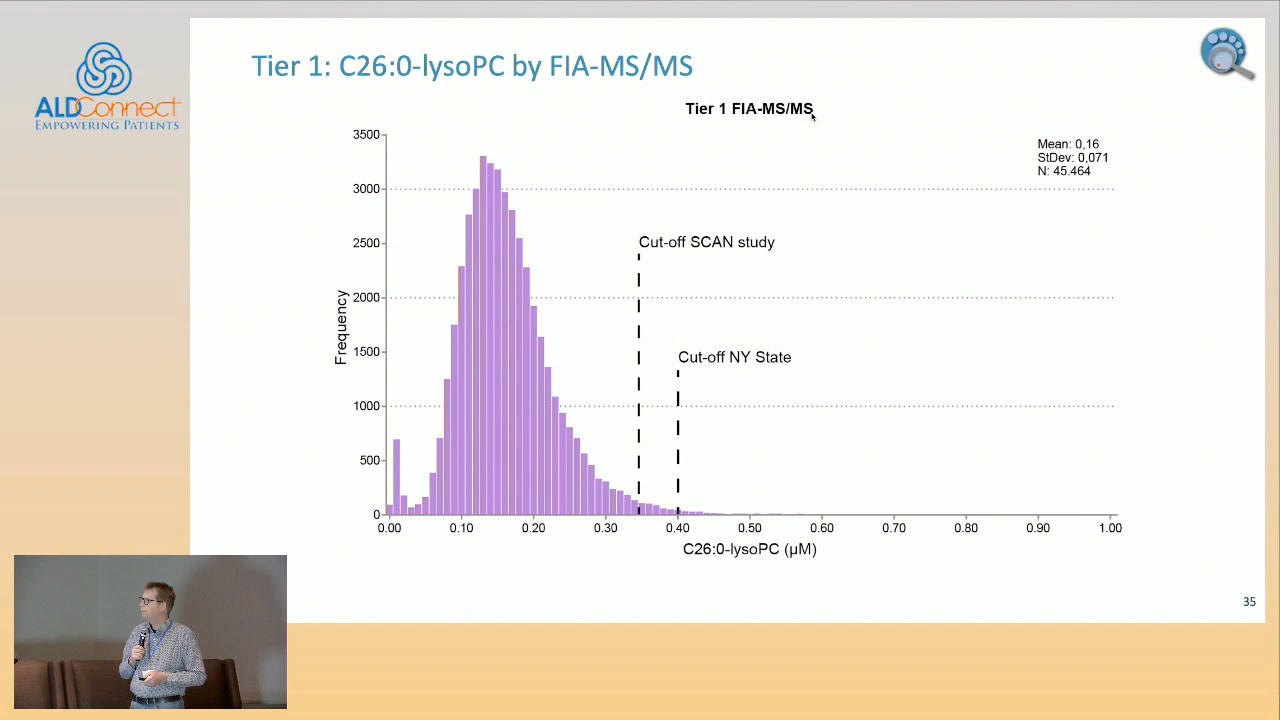 Tier 1: C26:0-lysoPC by FIA-MS/MS
ALDConnect
EMPOWERING PATIENTS
Tier 1 FIA-MS/MS
Mean: 0,16
StDev: 0,071
N: 45.464
3500
3000
2500
2000
1500
1000
500
0
Frequency
Cut-off SCAN study
Cut-off NY State
0.00 0.10 0.20 0.30 0.40 0.50 0.60 0.70 0.80 0.90 1.00
C26:0-lysoPC (µM)
35